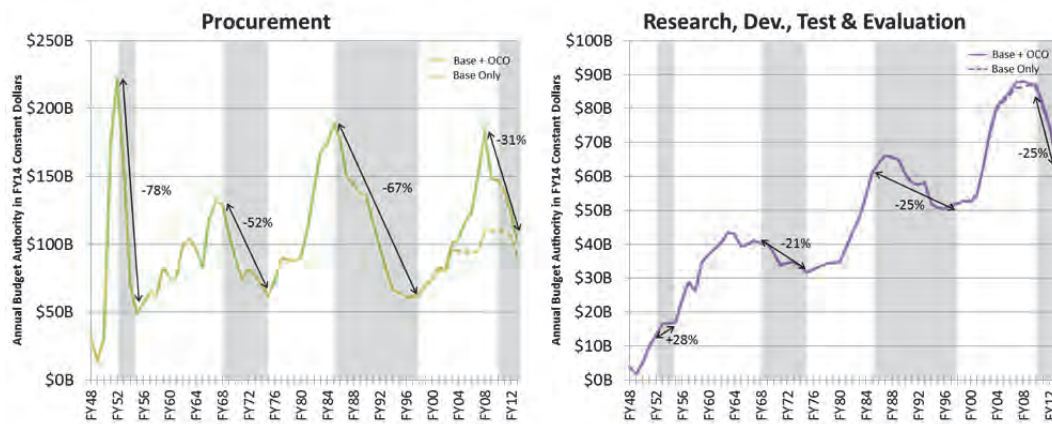 Procurement
Annual Budget Authority in FY14 Constant Dollars
$250B
$200B
$150B
$100B
$50B
$0B
Base + OCO
Base Only
-78%
-52%
-67%
-31%
FY48
FY52
FY56
FY60
FY64
FY68
FY72
FY76
FY80
FY84
FY88
FY92
FY96
FY00
FY04
FY08
FY12
Research, Dev., Test & Evaluation
Annual Budget Authority in FY14 Constant Dollars
$100B
$90B
$80B
$70B
$60B
$50B
$40B
$30B
$20B
$10B
$0B
Base + OCO
Base Only
+28%
-21%
-25%
-25%
FY48
FY52
FY56
FY60
FY64
FY68
FY72
FY76
FY80
FY84
FY88
FY92
FY96
FY00
FY04
FY08
FY12